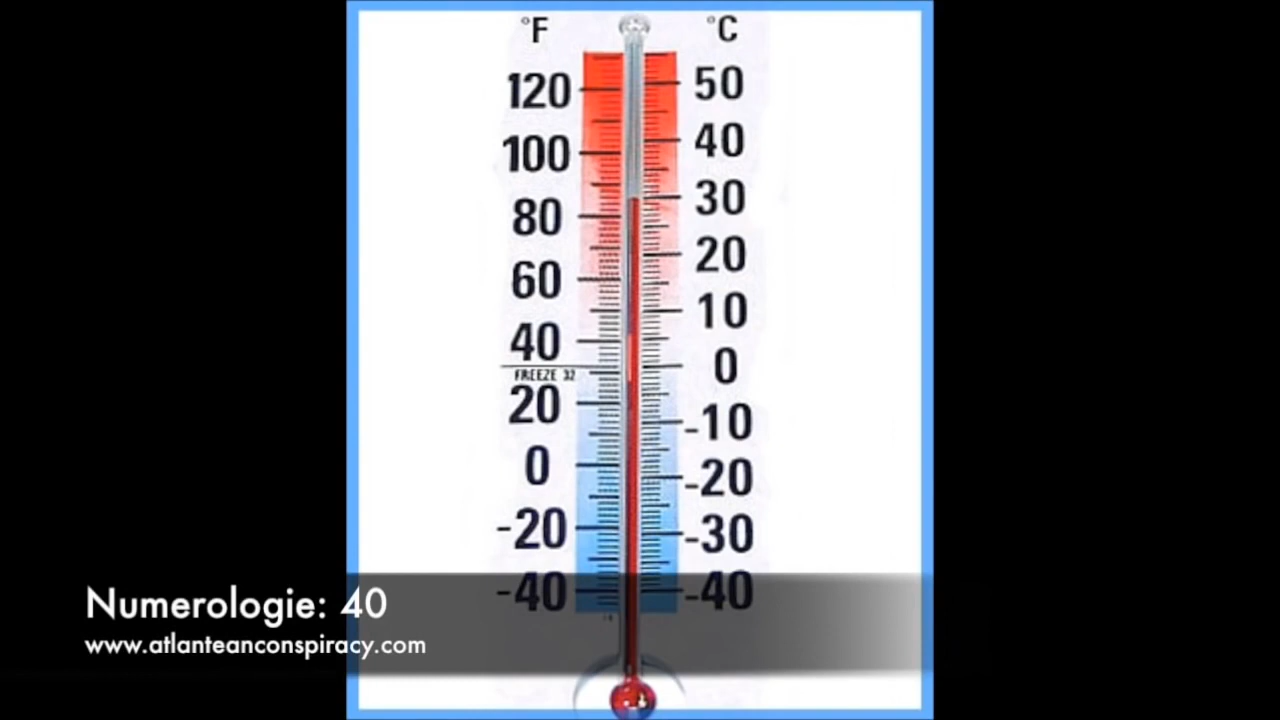 °F °C
120 50
100 40
80 30
60 20
40 10
FREEZE 32 0
20 -10
0 -20
-20 -30
-40 -40
Numerologie: 40
www.atlanteanconspiracy.com